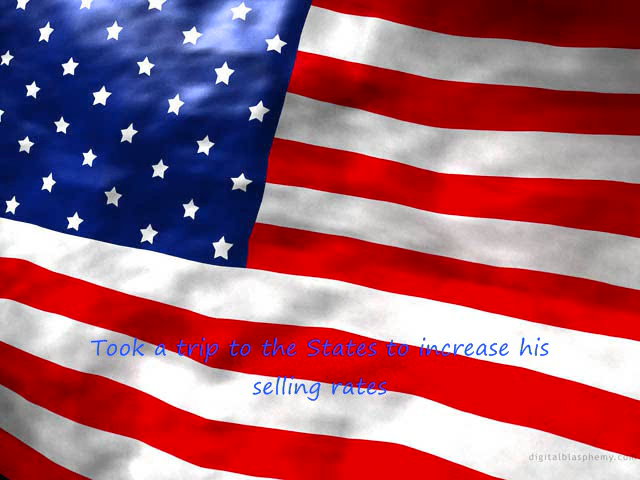 Took a trip to the States to increase his
selling rates
digitalblasphemy.com